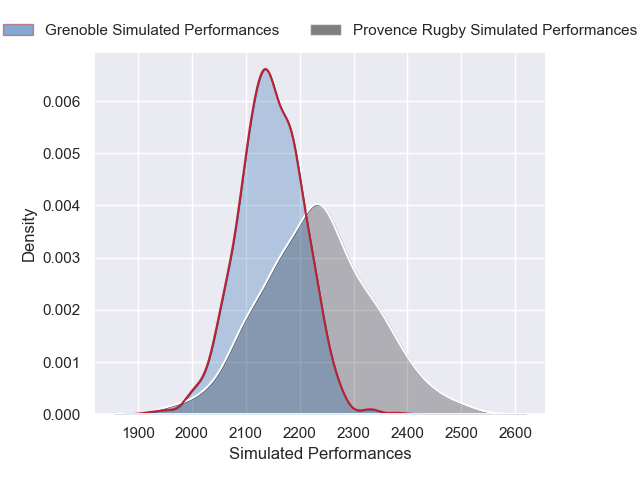 Grenoble Simulated Performances Provence Rugby Simulated Performances
0.006
0.005
0.004
0.003
0.002
0.001
0.000
Density
1900 2000 2100 2200 2300 2400 2500 2600
Simulated Performances